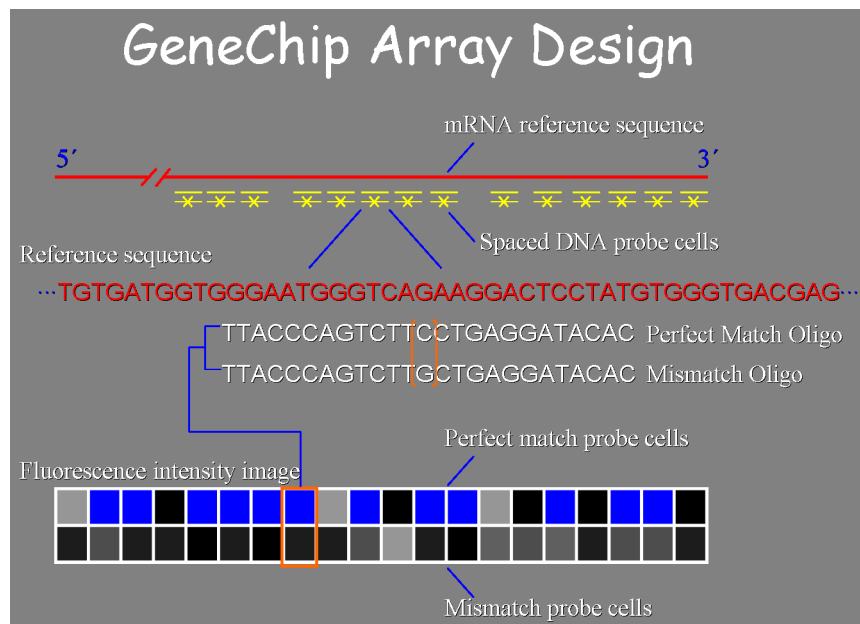 GeneChip Array Design
mRNA reference sequence
5´
3´
Spaced DNA probe cells
Reference sequence
···TGTGATGGTGGGAATGGGTCAGAAGGACTCCTATGTGGGTGACGAG···
TTACCCAGTCTTCCTGAGGATACAC Perfect Match Oligo
TTACCCAGTCTTGCTGAGGATACAC Mismatch Oligo
Perfect match probe cells
Fluorescence intensity image
Mismatch probe cells